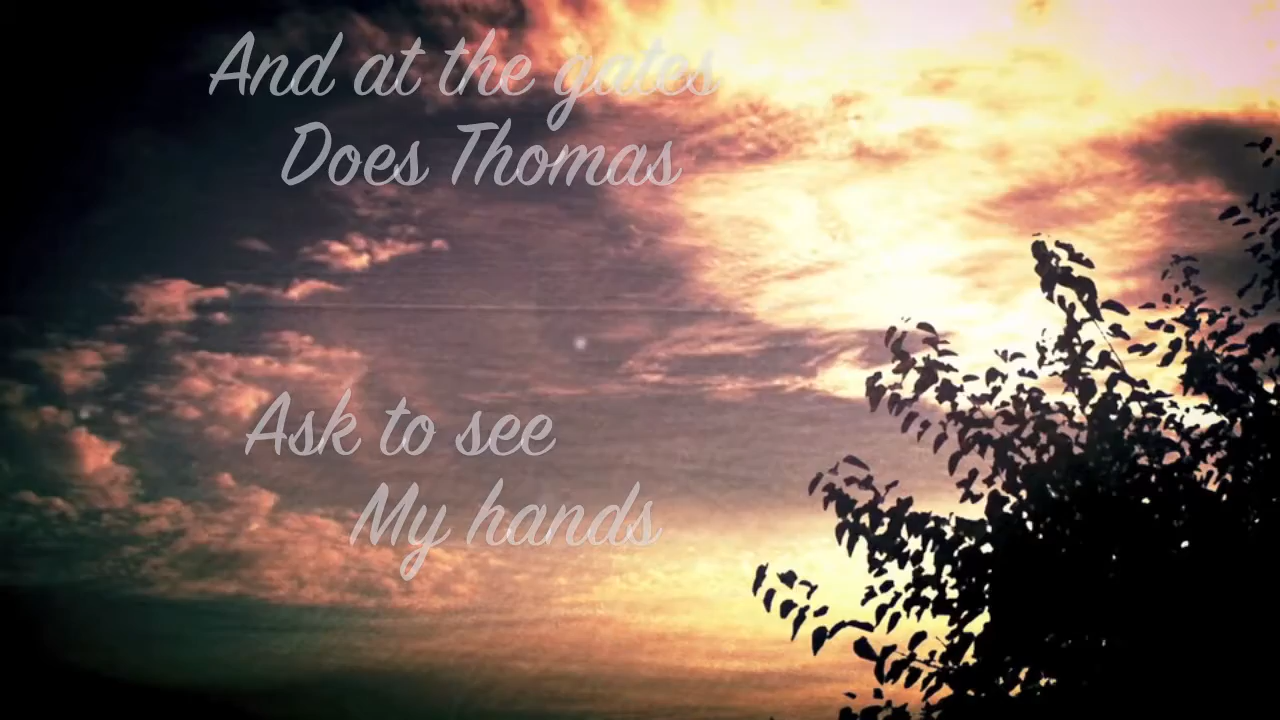 And at the gates
Does Thomas
Ask to see
My hands